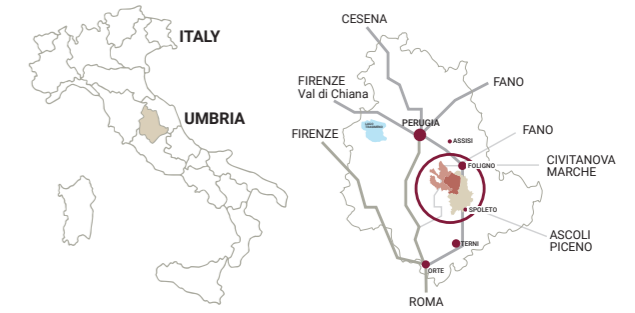 ITALY
UMBRIA
CESENA
FIRENZE
Val di Chiana
FANO
PERUGIA
FIRENZE
ASSISI
FANO
FOLIGNO
CIVITANOVA
MARCHE
SPOLETO
ASCOLI
PICENO
TERNI
ORTE
ROMA